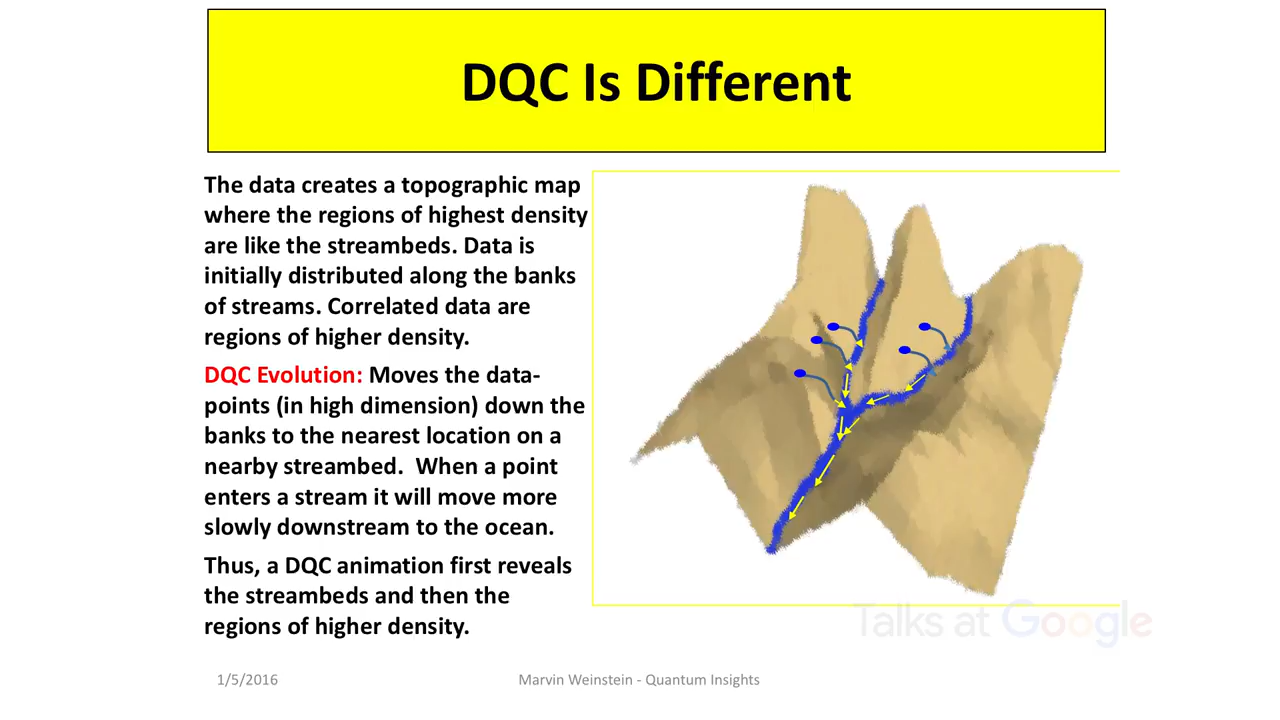 DQC Is Different
The data creates a topographic map
where the regions of highest density
are like the streambeds. Data is
initially distributed along the banks
of streams. Correlated data are
regions of higher density.
DQC Evolution: Moves the data-
points (in high dimension) down the
banks to the nearest location on a
nearby streambed.  When a point
enters a stream it will move more
slowly downstream to the ocean.
Thus, a DQC animation first reveals
the streambeds and then the
regions of higher density.
Talks at Google
1/5/2016
Marvin Weinstein - Quantum Insights